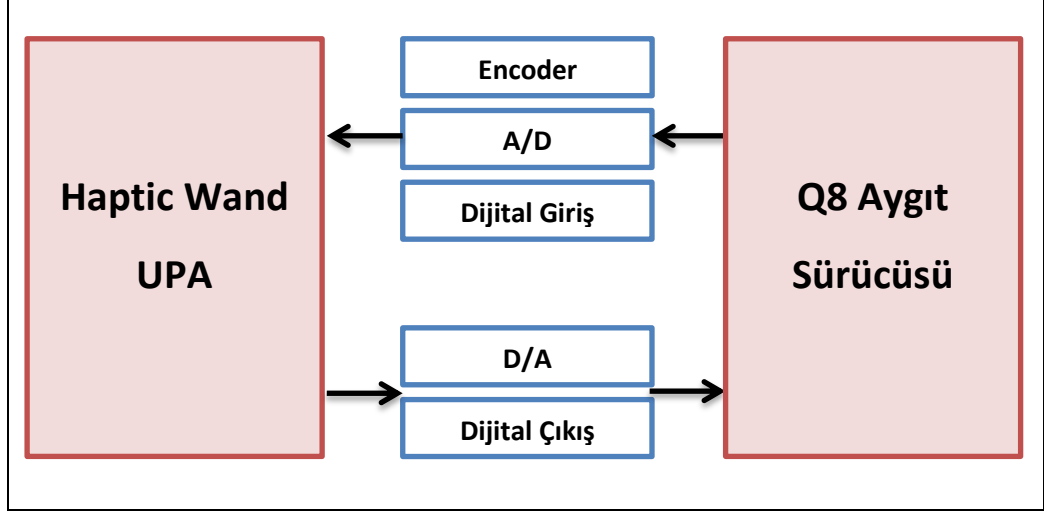 Haptic Wand
UPA
Encoder
A/D
Dijital Giriş
D/A
Dijital Çıkış
Q8 Aygıt
Sürücüsü